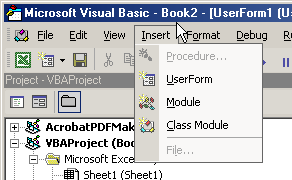 Microsoft Visual Basic - Book2 - [UserForm1 (U
File Edit View Insert Format Debug R
Procedure...
UserForm
Module
Class Module
File...
Project - VBAProject
AcrobatPDFMak
VBAProject (Boo
Microsoft Exce
Sheet1 (Sheet1)